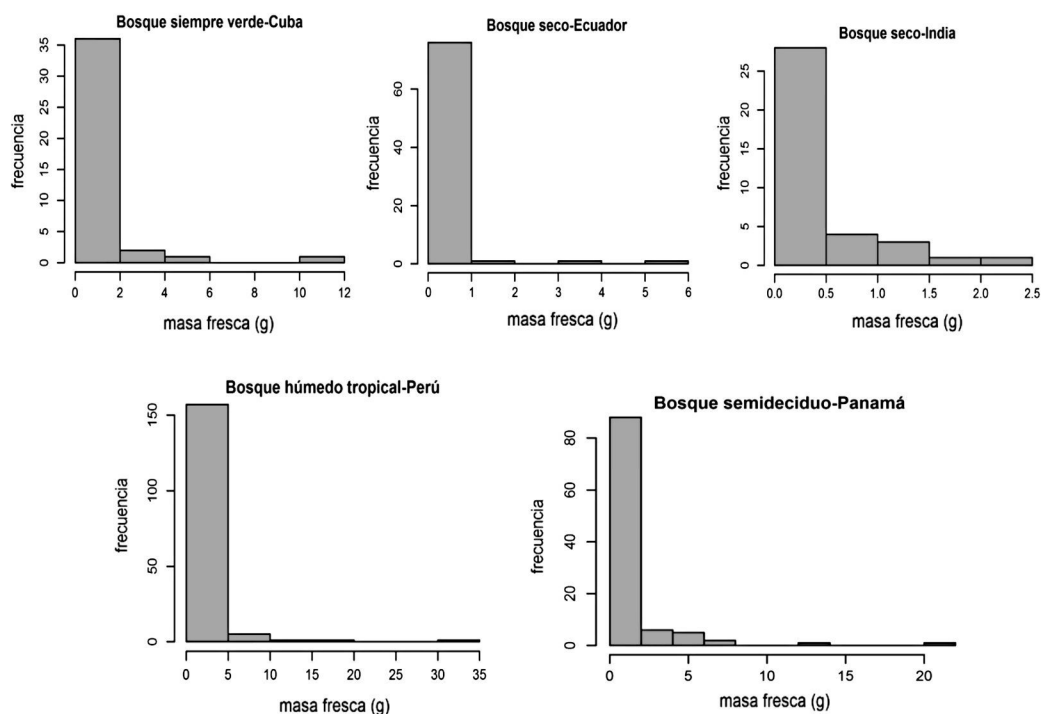 Bosque siempre verde-Cuba
frecuencia
0 5 10 15 20 25 30 35
0 2 4 6 8 10 12
masa fresca (g)
Bosque seco-Ecuador
frecuencia
0 20 40 60
0 1 2 3 4 5 6
masa fresca (g)
Bosque seco-India
frecuencia
0 5 10 15 20 25
0.0 0.5 1.0 1.5 2.0 2.5
masa fresca (g)
Bosque húmedo tropical-Perú
frecuencia
0 50 100 150
0 5 10 15 20 25 30 35
masa fresca (g)
Bosque semideciduo-Panamá
frecuencia
0 20 40 60 80
0 5 10 15 20
masa fresca (g)